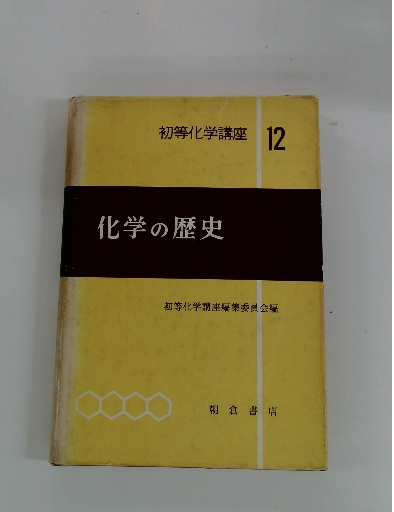 初等化学講座 12
化学の歴史
初等化学講座編集委員会編
朝倉書店